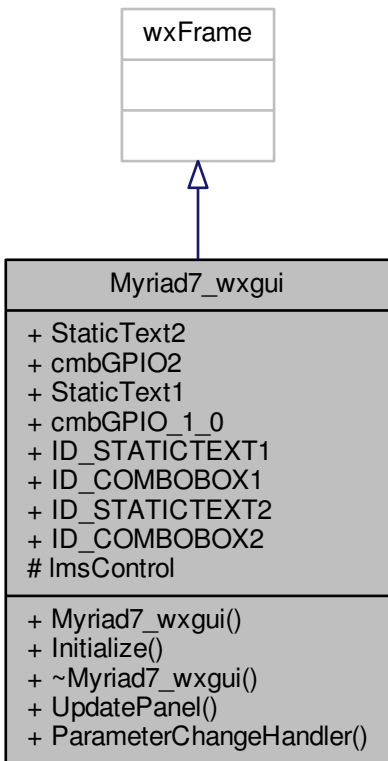 wxFrame
Myriad7_wxgui
+ StaticText2
+ cmbGPIO2
+ StaticText1
+ cmbGPIO_1_0
+ ID_STATICTEXT1
+ ID_COMBOBOX1
+ ID_STATICTEXT2
+ ID_COMBOBOX2
# lmsControl
+ Myriad7_wxgui()
+ Initialize()
+ ~Myriad7_wxgui()
+ UpdatePanel()
+ ParameterChangeHandler()